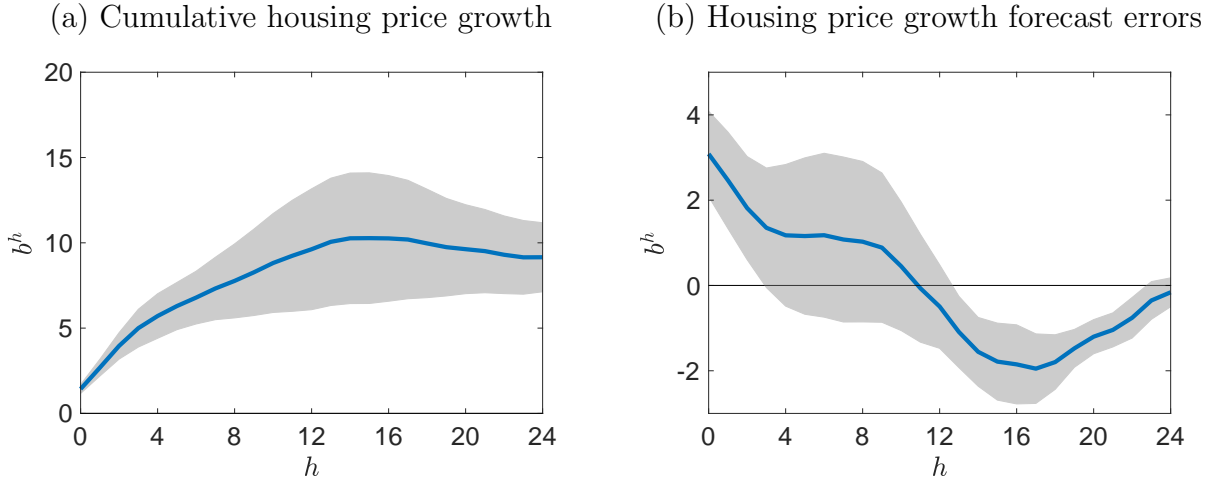 (a) Cumulative housing price growth
20
15
10
5
0
b^h
0 4 8 12 16 20 24
h
(b) Housing price growth forecast errors
4
2
0
-2
b^h
0 4 8 12 16 20 24
h